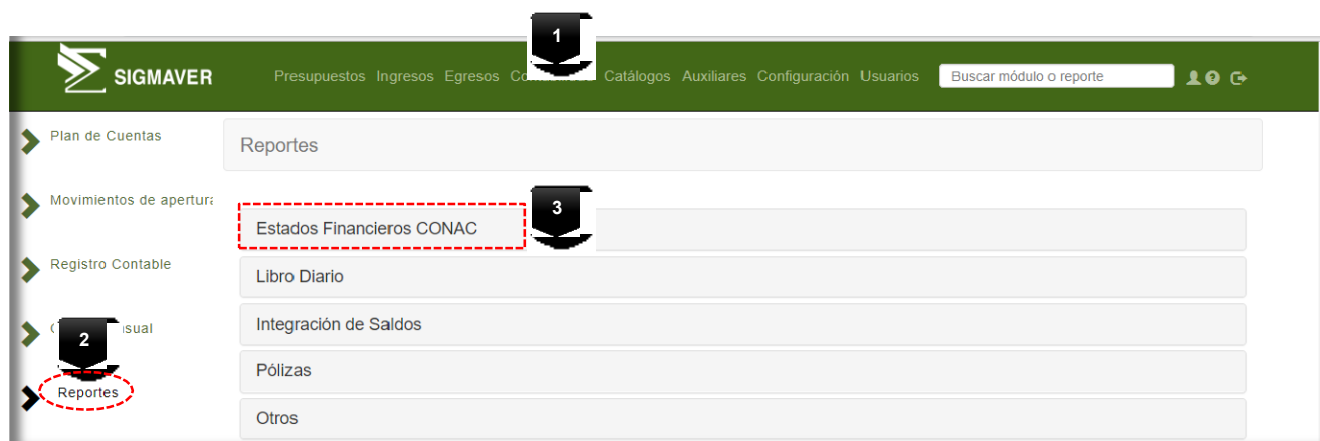 1
SIGMAVER
Presupuestos Ingresos Egresos Catálogos Auxiliares Configuración Usuarios
Buscar módulo o reporte
Plan de Cuentas
Reportes
Movimientos de apertura
3
Estados Financieros CONAC
Registro Contable
Libro Diario
2
Integración de Saldos
Pólizas
Reportes
Otros